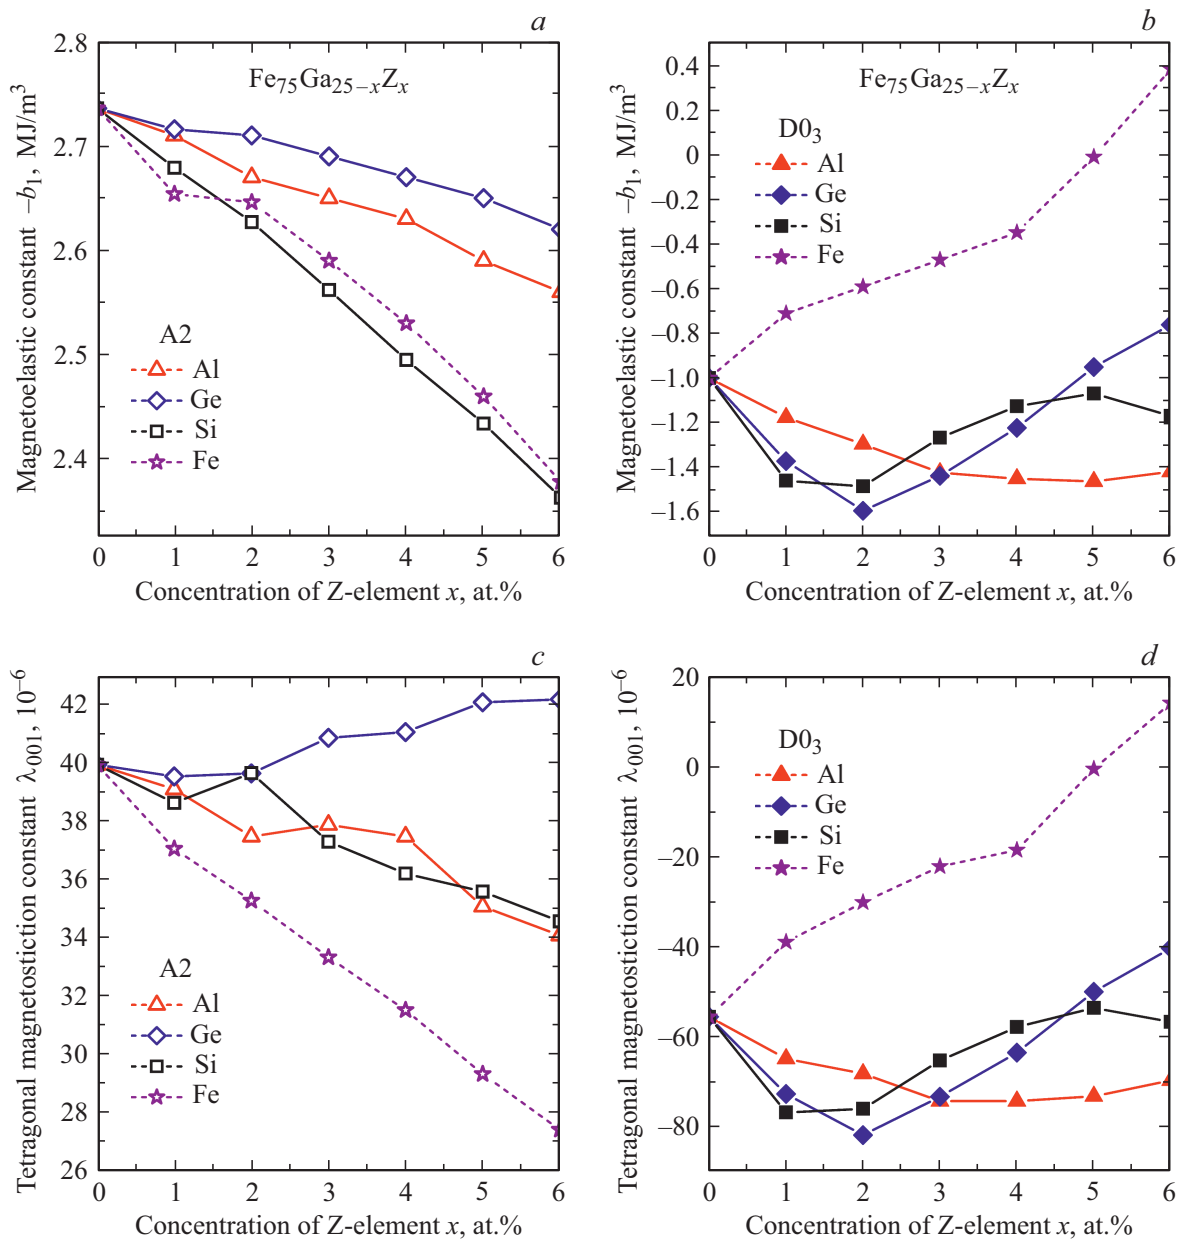 a
Magnetoelastic constant –b₁, MJ/m³
2.8
2.7
2.6
2.5
2.4
Fe₇₅Ga₂₅₋ₓZₓ
A2
Al
Ge
Si
Fe
0 1 2 3 4 5 6
Concentration of Z-element x, at.%
b
Magnetoelastic constant –b₁, MJ/m³
0.4
0.2
0
–0.2
–0.4
–0.6
–0.8
–1.0
–1.2
–1.4
–1.6
Fe₇₅Ga₂₅₋ₓZₓ
D0₃
Al
Ge
Si
Fe
0 1 2 3 4 5 6
Concentration of Z-element x, at.%
c
Tetragonal magnetostiction constant λ₀₀₁, 10⁻⁶
42
40
38
36
34
32
30
28
26
A2
Al
Ge
Si
Fe
0 1 2 3 4 5 6
Concentration of Z-element x, at.%
d
Tetragonal magnetostiction constant λ₀₀₁, 10⁻⁶
20
0
–20
–40
–60
–80
D0₃
Al
Ge
Si
Fe
0 1 2 3 4 5 6
Concentration of Z-element x, at.%